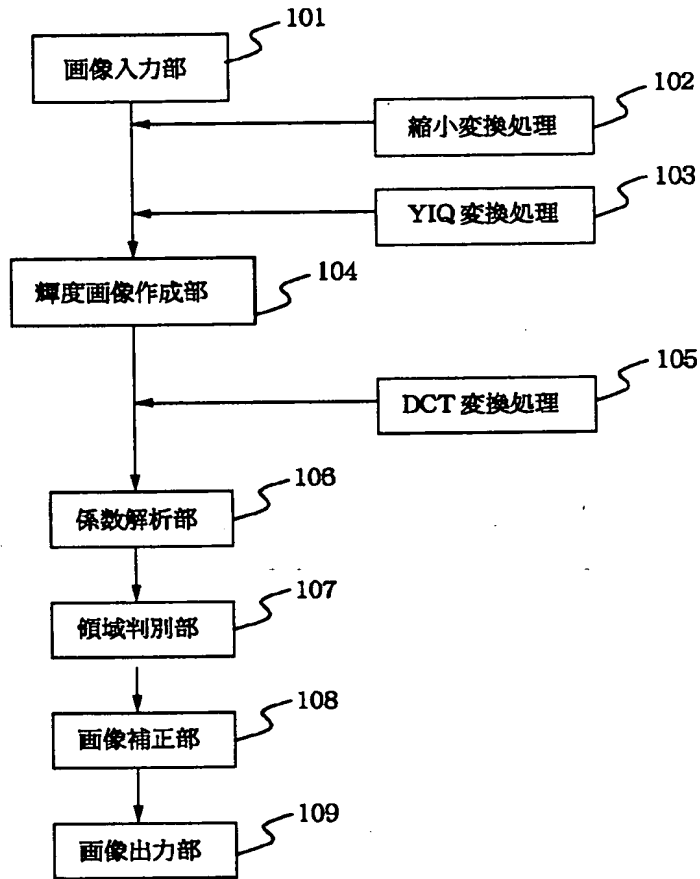 101
画像入力部
102
縮小変換処理
103
YIQ 変換処理
104
輝度画像作成部
105
DCT 変換処理
106
係数解析部
107
領域判別部
108
画像補正部
109
画像出力部